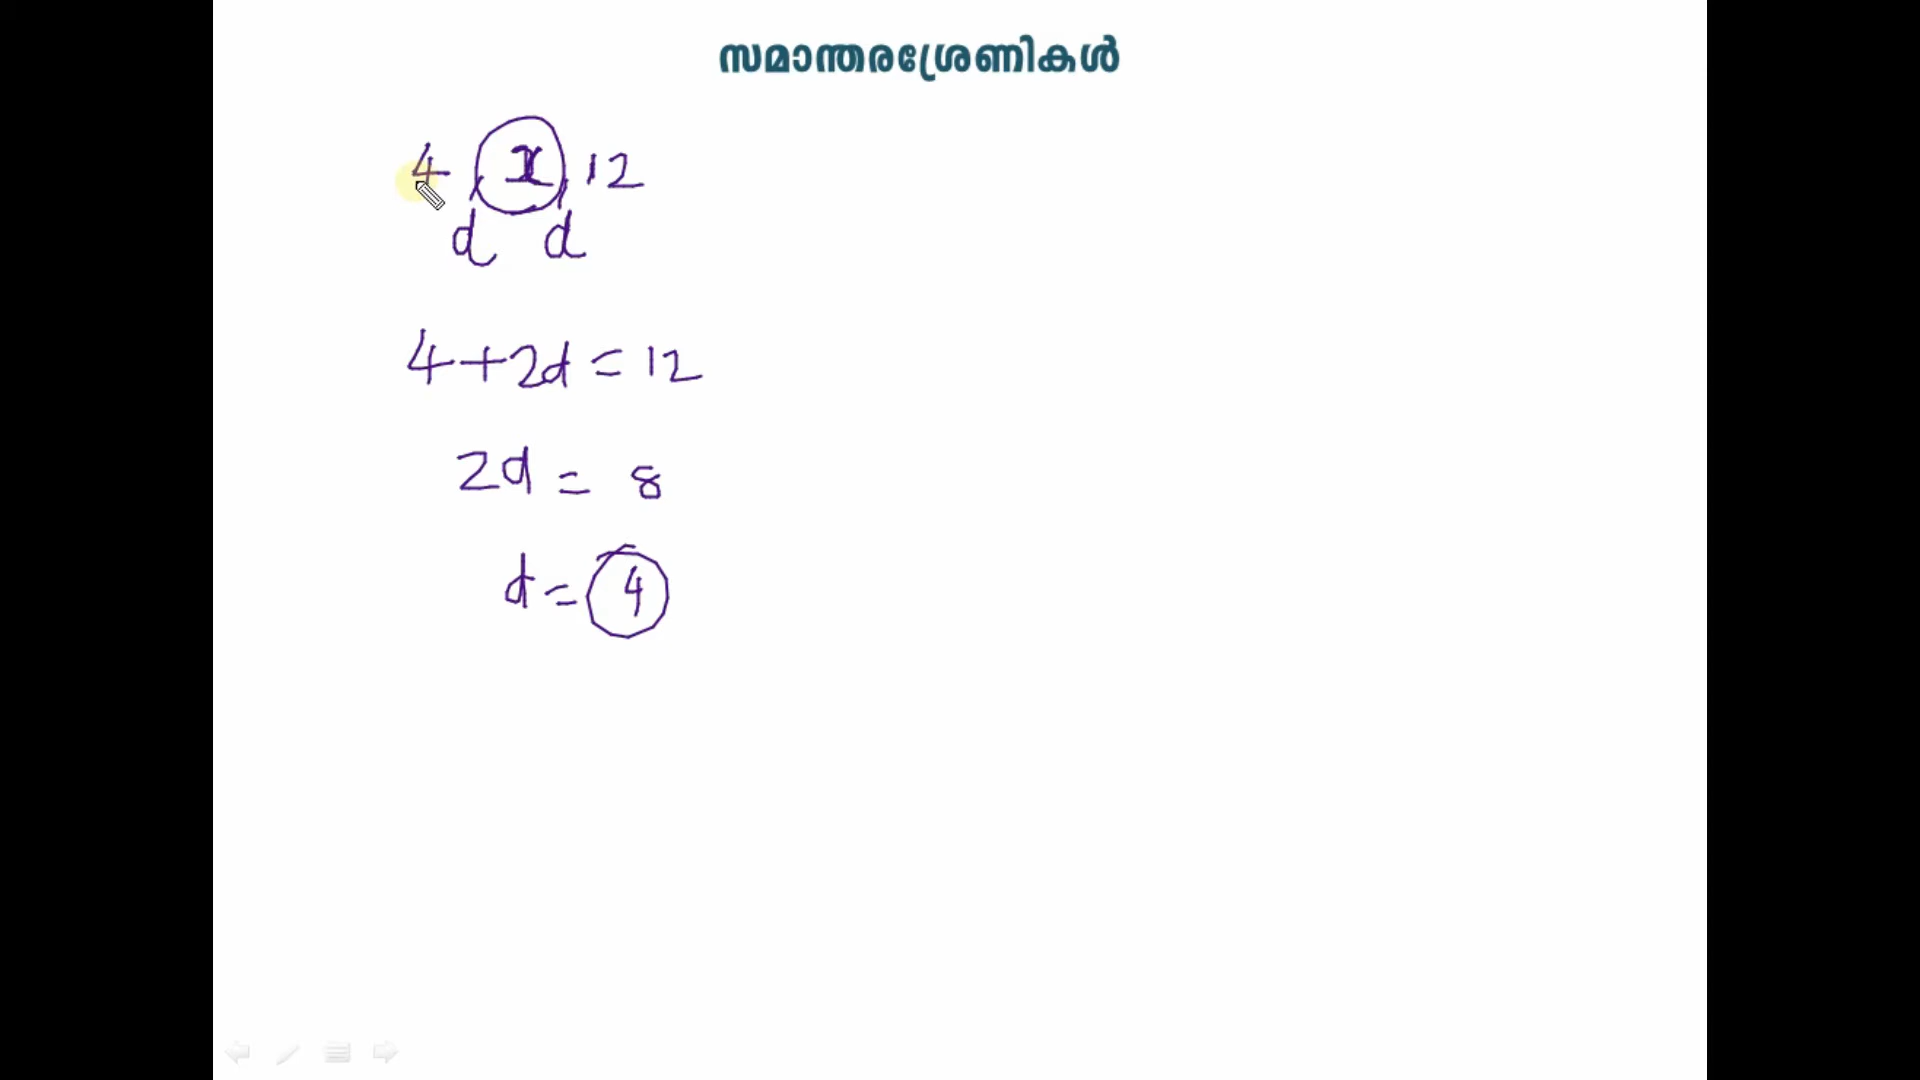 സമാന്തരശ്രേണികൾ
4, x, 12
d d
4+2d = 12
2d = 8
d = 4